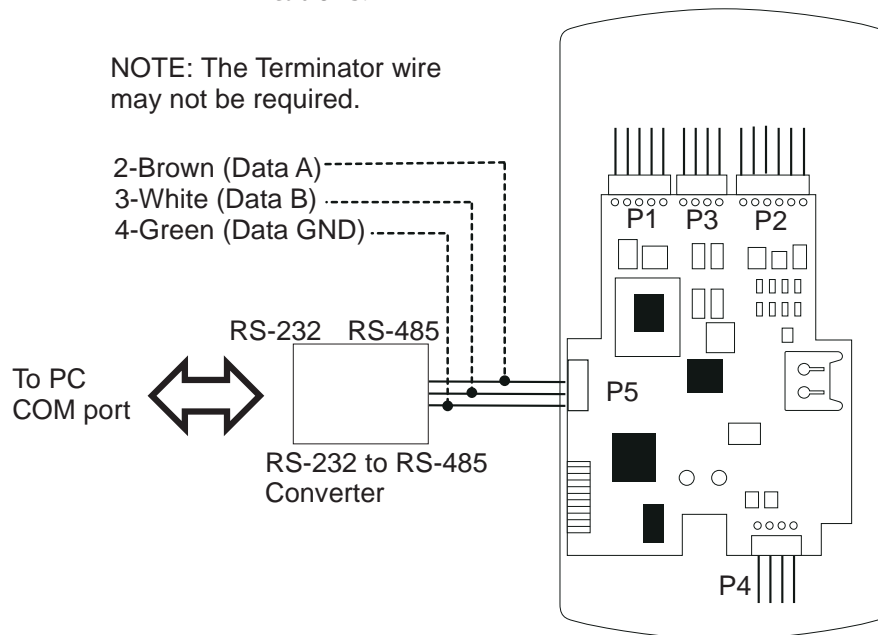 NOTE: The Terminator wire
may not be required.
2-Brown (Data A)
3-White (Data B)
4-Green (Data GND)
P1 P3 P2
RS-232 RS-485
To PC
COM port
P5
RS-232 to RS-485
Converter
P4